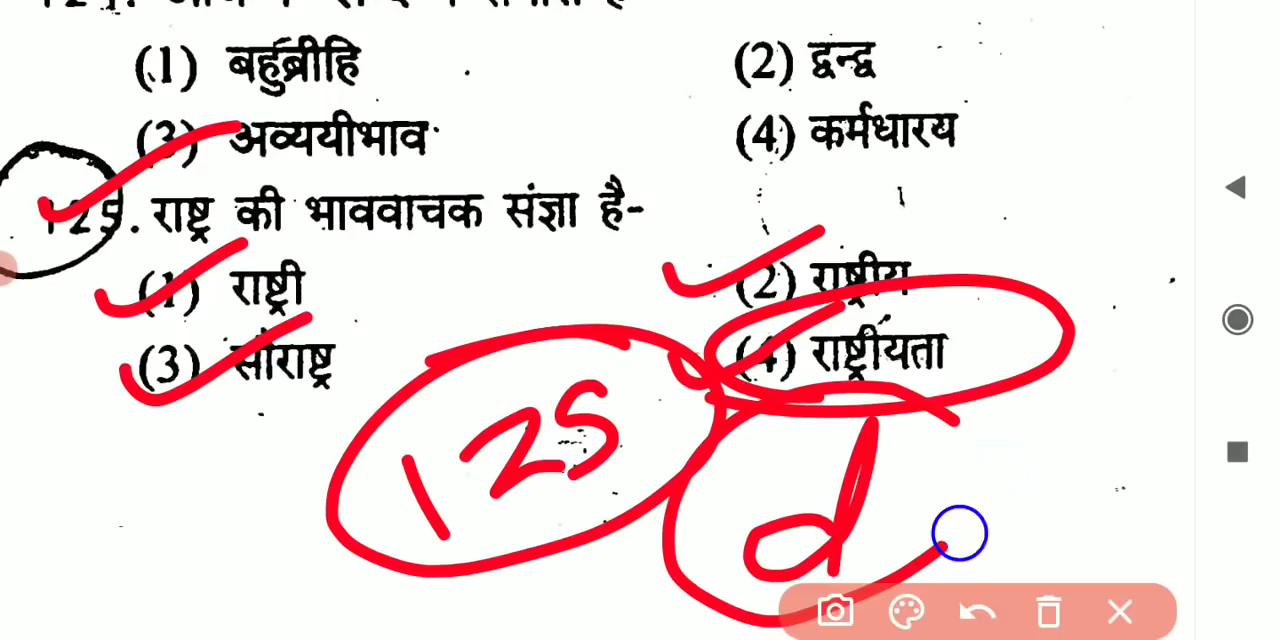 (1) बहुब्रीहि (2) द्वन्द्व
(3) अव्ययीभाव (4) कर्मधारय
125. राष्ट्र की भाववाचक संज्ञा है-
(1) राष्ट्री (2) राष्ट्रीय
(3) सौराष्ट्र (4) राष्ट्रीयता
125
d